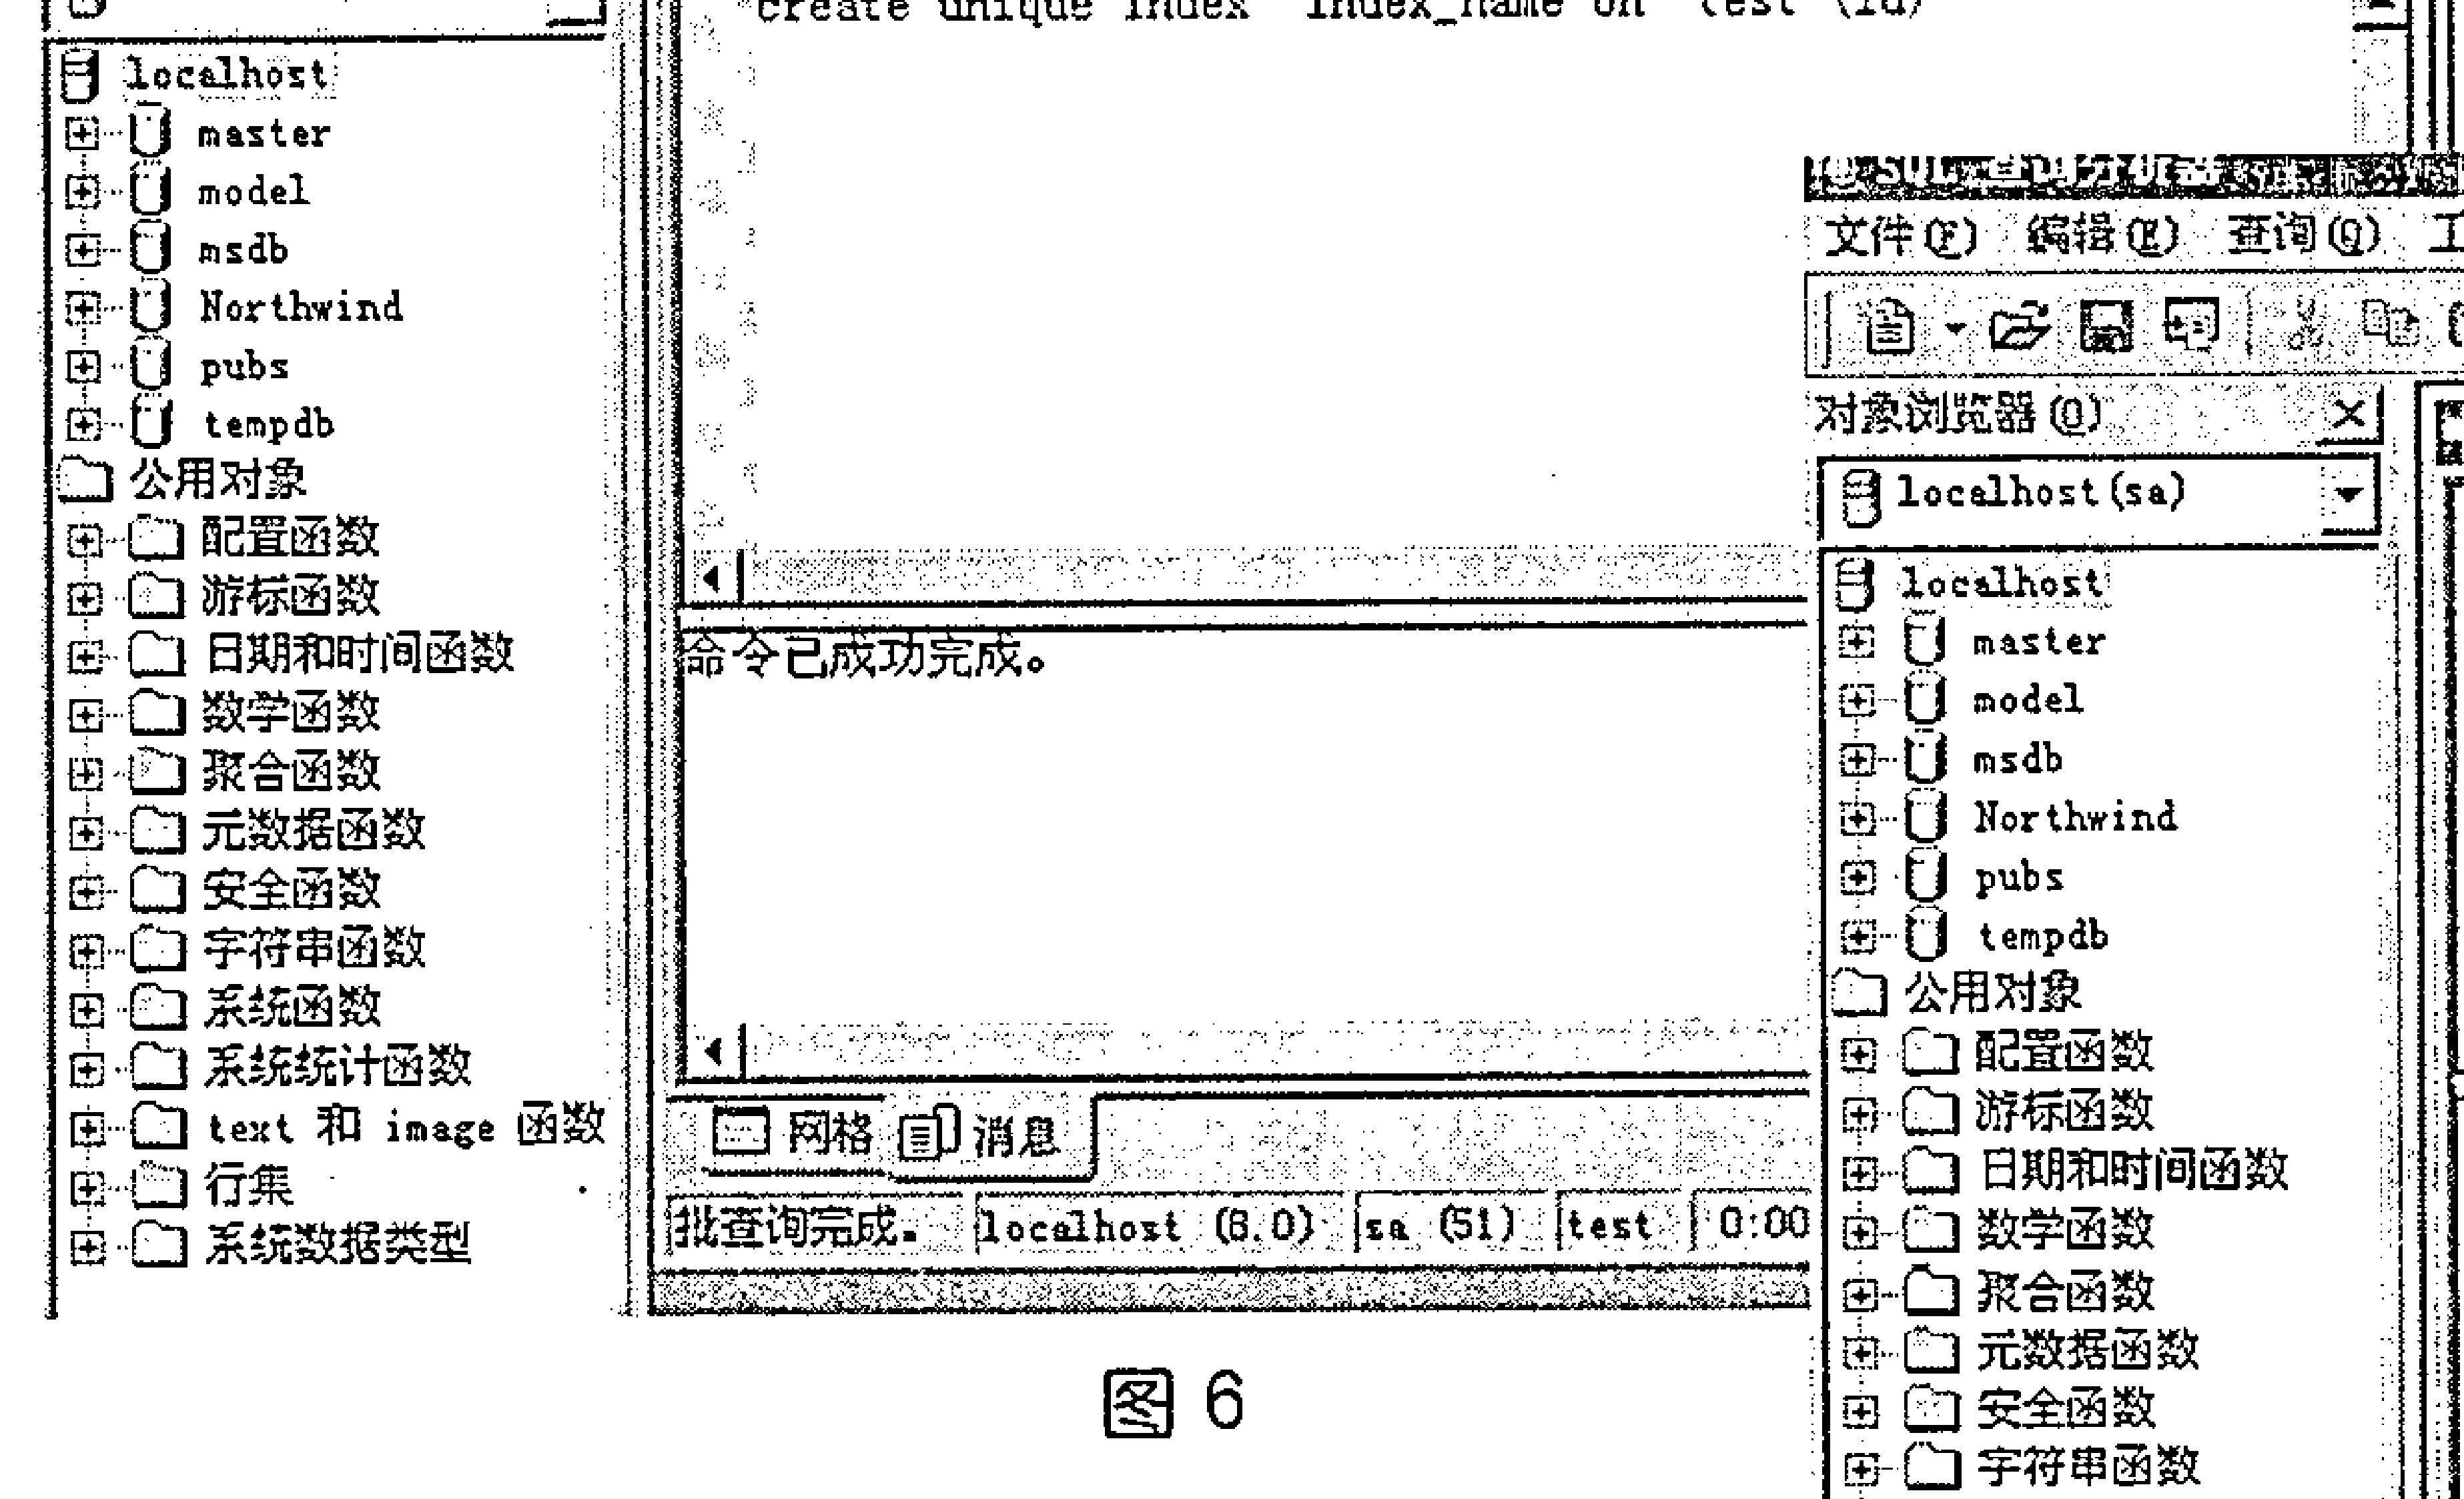 create unique index index_name on test (id)
localhost
master
model
msdb
Northwind
pubs
tempdb
公用对象
配置函数
游标函数
日期和时间函数
数学函数
聚合函数
元数据函数
安全函数
字符串函数
系统函数
系统统计函数
text 和 image 函数
行集
系统数据类型
命令已成功完成。
网格 消息
批查询完成。 localhost (8.0) sa (51) test 0:00
图 6
SQL 查询分析器
文件(F) 编辑(E) 查询(Q) 工
对象浏览器(O)
localhost(sa)
localhost
master
model
msdb
Northwind
pubs
tempdb
公用对象
配置函数
游标函数
日期和时间函数
数学函数
聚合函数
元数据函数
安全函数
字符串函数